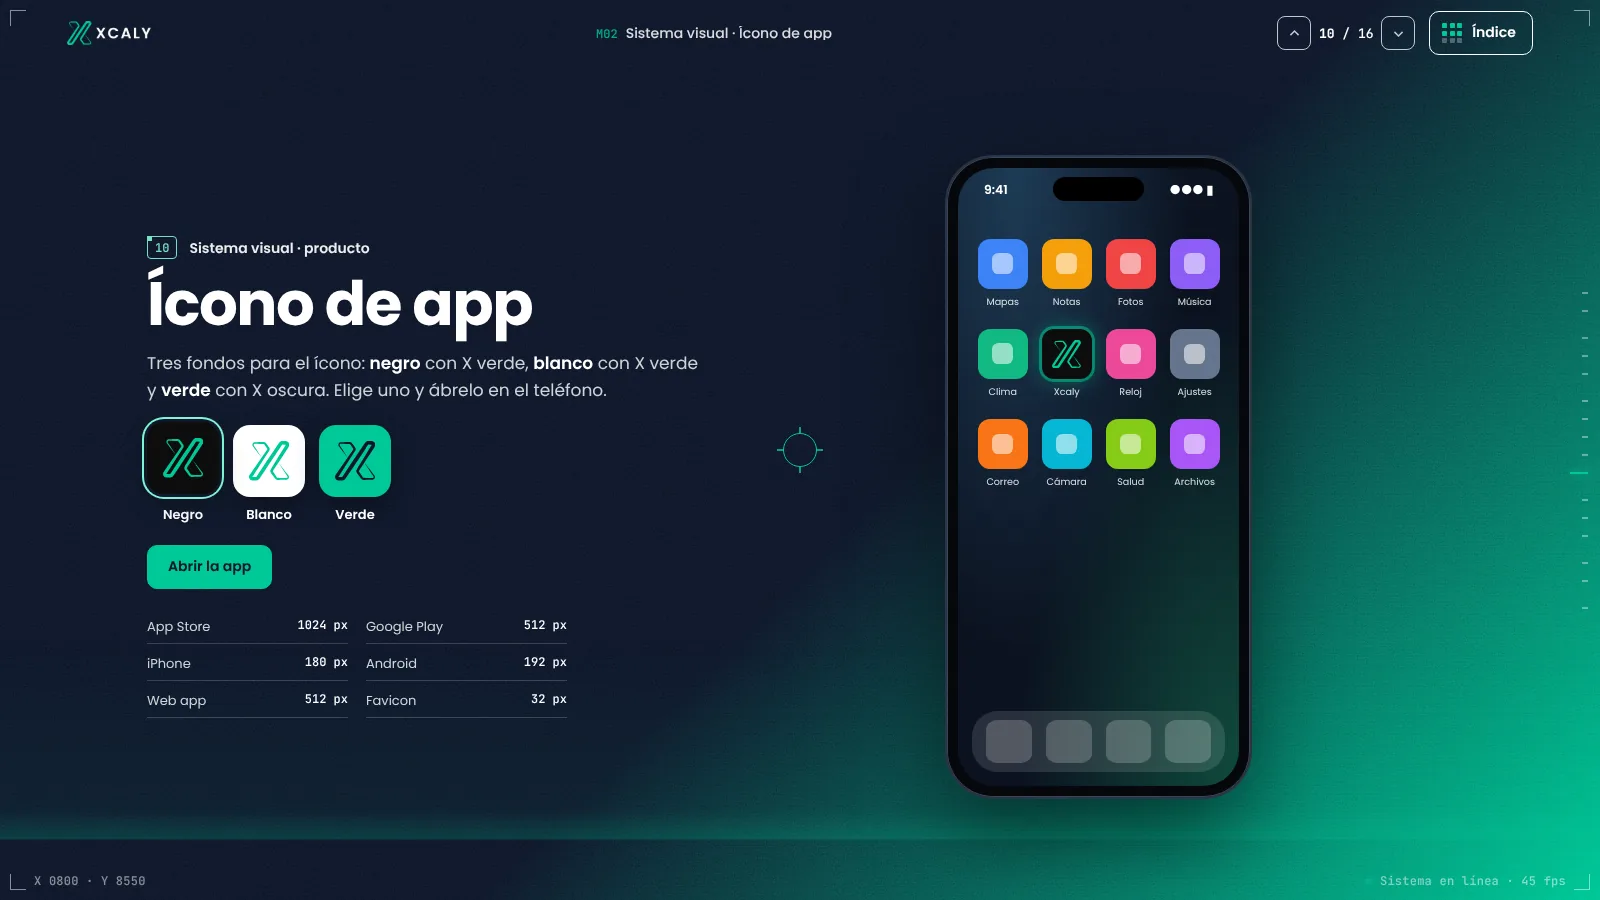 XCALY
M02 Sistema visual · Ícono de app
10 / 16
Índice
10 Sistema visual · producto
Ícono de app
Tres fondos para el ícono: negro con X verde, blanco con X verde
y verde con X oscura. Elige uno y ábrelo en el teléfono.
Negro Blanco Verde
Abrir la app
App Store 1024 px Google Play 512 px
iPhone 180 px Android 192 px
Web app 512 px Favicon 32 px
9:41
Mapas Notas Fotos Música
Clima Xcaly Reloj Ajustes
Correo Cámara Salud Archivos
X 0800 · Y 8550
Sistema en línea · 45 fps